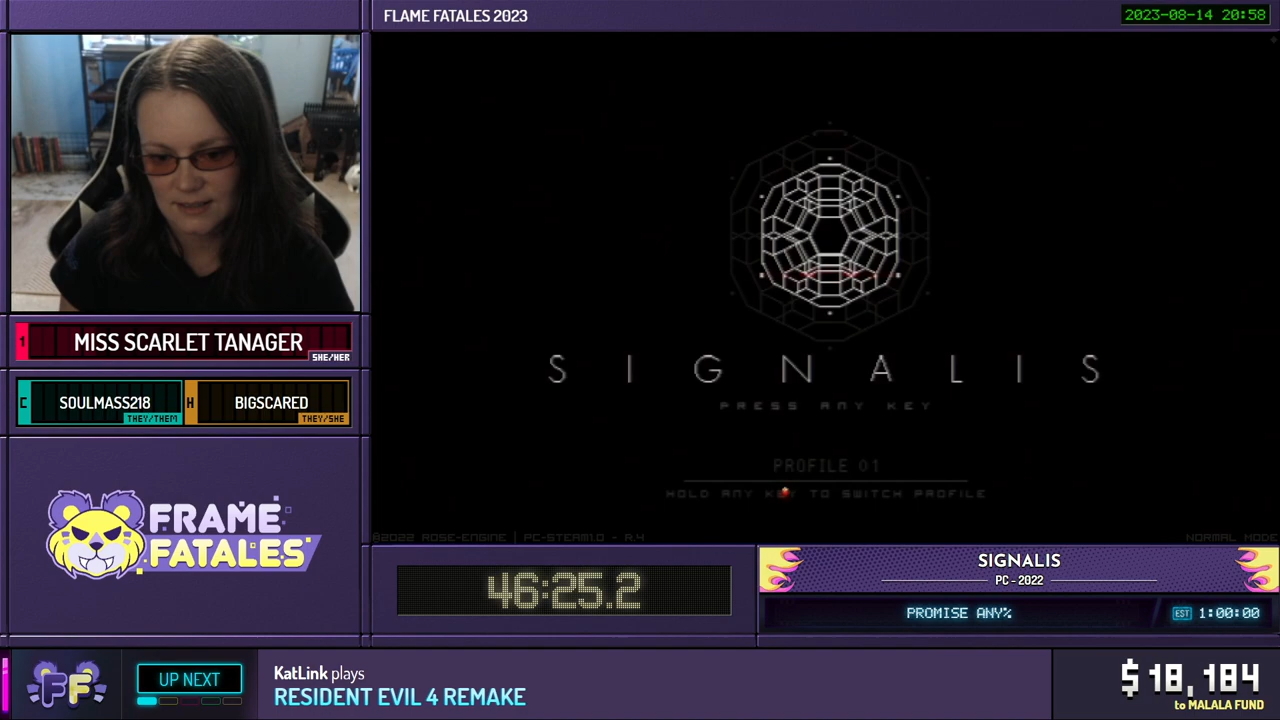 FLAME FATALES 2023
2023-08-14 20:58
1
MISS SCARLET TANAGER
SHE/HER
C
SOULMASS218
THEY/THEM
H
BIGSCARED
THEY/SHE
FRAME
FATALES
SIGNALIS
PRESS ANY KEY
PROFILE 01
HOLD ANY KEY TO SWITCH PROFILE
©2022 ROSE-ENGINE | PC-STEAM1.0 - R.4
NORMAL MODE
46:25.2
SIGNALIS
PC - 2022
PROMISE ANY%
EST 1:00:00
FF
UP NEXT
KatLink plays
RESIDENT EVIL 4 REMAKE
$18,184
to MALALA FUND